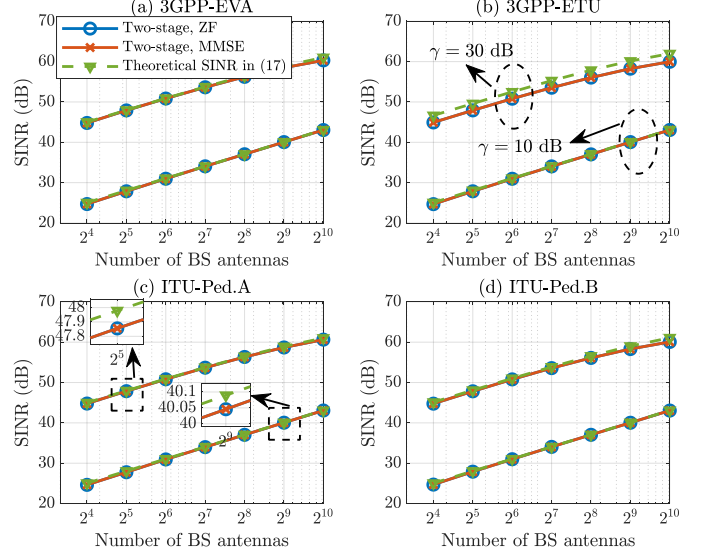 (a) 3GPP-EVA
70
60
50
40
30
20
SINR (dB)
Two-stage, ZF
Two-stage, MMSE
Theoretical SINR in (17)
2^4 2^5 2^6 2^7 2^8 2^9 2^10
Number of BS antennas
(b) 3GPP-ETU
70
60
50
40
30
20
SINR (dB)
γ = 30 dB
γ = 10 dB
2^4 2^5 2^6 2^7 2^8 2^9 2^10
Number of BS antennas
(c) ITU-Ped.A
70
60
50
40
30
20
SINR (dB)
48
47.9
47.8
2^5
40.1
40.05
40
2^9
2^4 2^5 2^6 2^7 2^8 2^9 2^10
Number of BS antennas
(d) ITU-Ped.B
70
60
50
40
30
20
SINR (dB)
2^4 2^5 2^6 2^7 2^8 2^9 2^10
Number of BS antennas